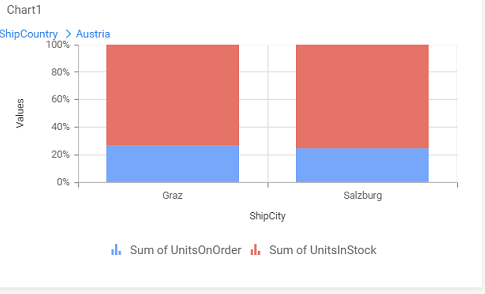 Chart1
ShipCountry > Austria
100%
80%
60%
40%
20%
0%
Values
Graz Salzburg
ShipCity
Sum of UnitsOnOrder Sum of UnitsInStock